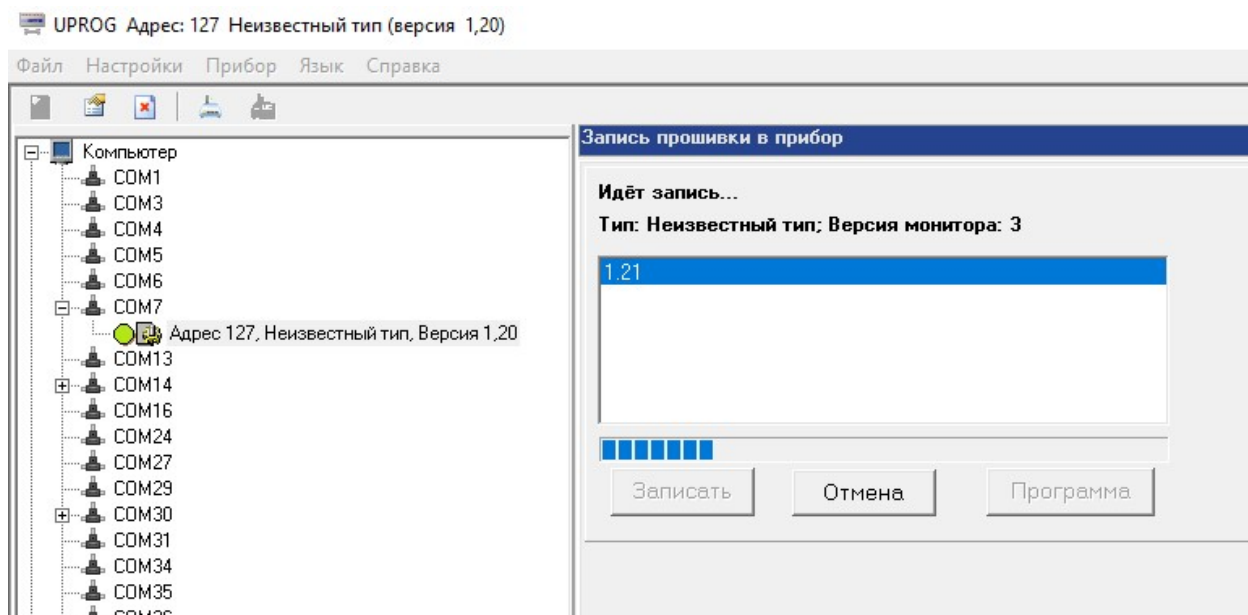 UPROG Адрес: 127 Неизвестный тип (версия 1,20)
Файл Настройки Прибор Язык Справка
Компьютер
COM1
COM3
COM4
COM5
COM6
COM7
Адрес 127, Неизвестный тип, Версия 1,20
COM13
COM14
COM16
COM24
COM27
COM29
COM30
COM31
COM34
COM35
Запись прошивки в прибор
Идёт запись...
Тип: Неизвестный тип; Версия монитора: 3
1.21
Записать Отмена Программа